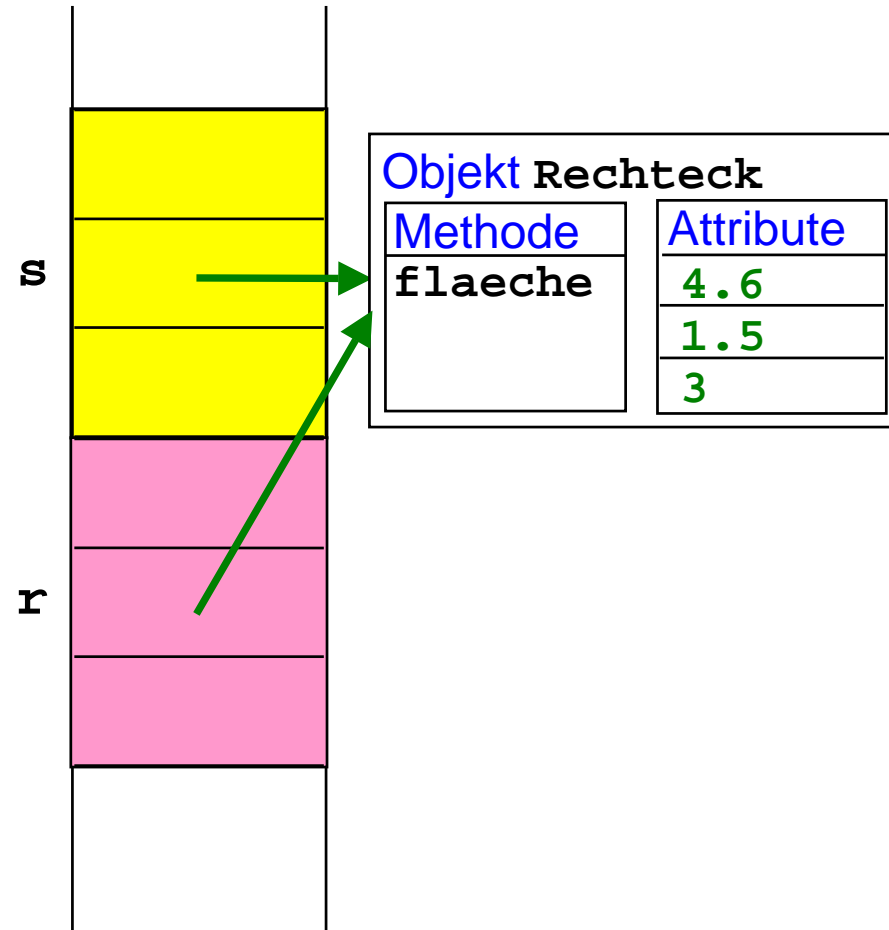 s
r
Objekt Rechteck
Methode
flaeche
Attribute
4.6
1.5
3